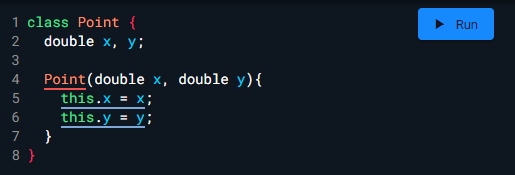 1 class Point {
2   double x, y;
3
4   Point(double x, double y){
5     this.x = x;
6     this.y = y;
7   }
8 }
Run